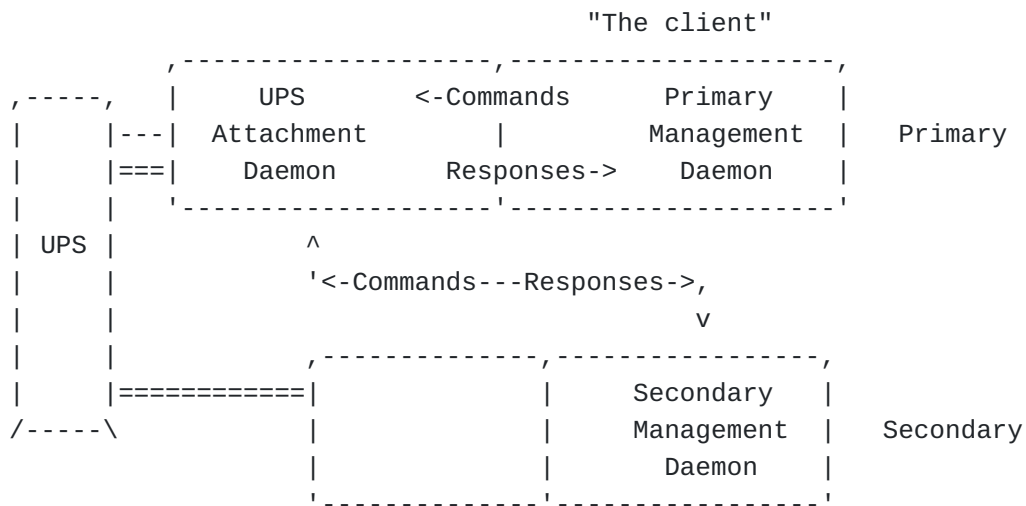 "The client"
,--------------------,---------------------,
,-----, | UPS <-Commands Primary |
| |---| Attachment | Management | Primary
| |===| Daemon Responses-> Daemon |
| | '--------------------'---------------------'
| UPS | ^
| | '<-Commands---Responses->,
| | v
| | ,--------------,-----------------,
| |============| | Secondary |
/-----\ | | Management | Secondary
| | Daemon |
'--------------'-----------------'